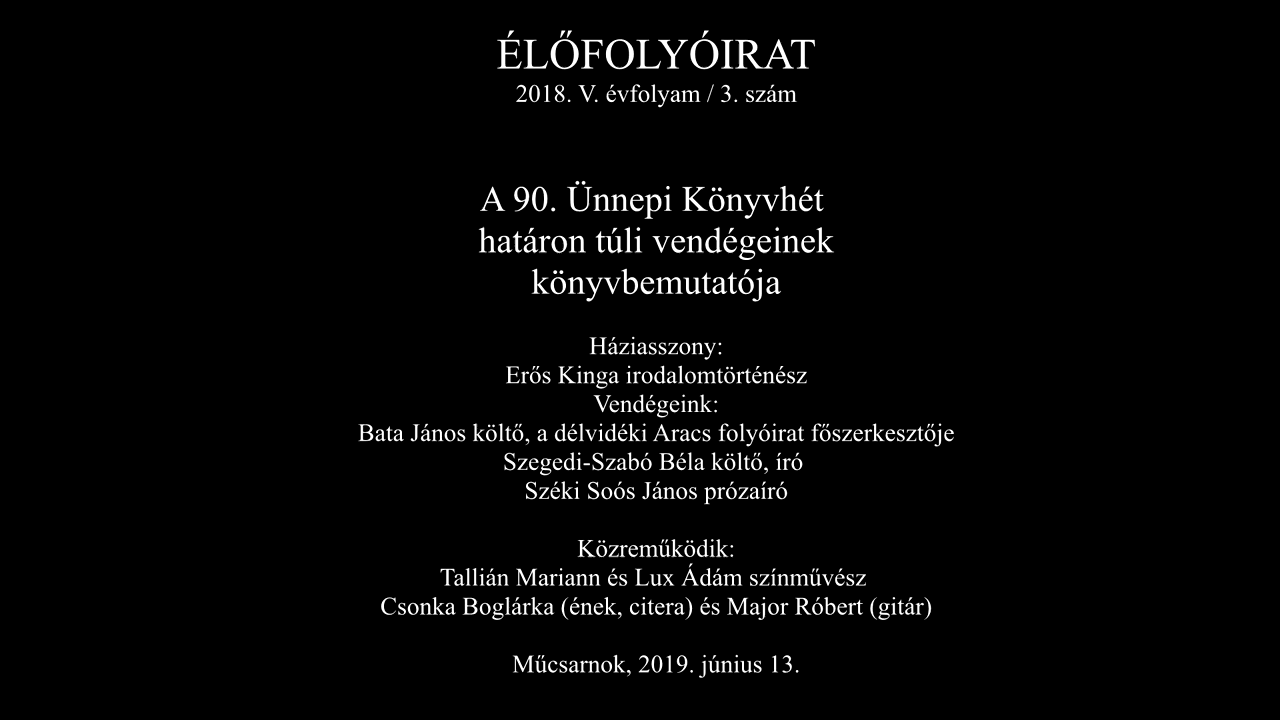 ÉLŐFOLYÓIRAT
2018. V. évfolyam / 3. szám
A 90. Ünnepi Könyvhét
határon túli vendégeinek
könyvbemutatója
Háziasszony:
Erős Kinga irodalomtörténész
Vendégeink:
Bata János költő, a délvidéki Aracs folyóirat főszerkesztője
Szegedi-Szabó Béla költő, író
Széki Soós János prózaíró
Közreműködik:
Tallián Mariann és Lux Ádám színművész
Csonka Boglárka (ének, citera) és Major Róbert (gitár)
Műcsarnok, 2019. június 13.